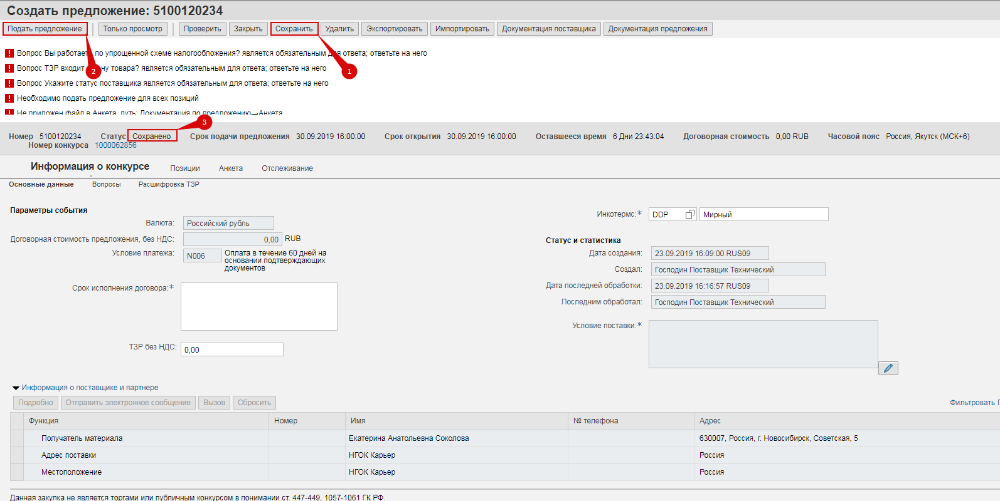 Создать предложение: 5100120234
Подать предложение Только просмотр Проверить Закрыть Сохранить Удалить Экспортировать Импортировать Документация поставщика Документация предложения
Вопрос Вы работаете по упрощенной схеме налогообложения? является обязательным для ответа; ответьте на него
1
Вопрос ТЗР входит ну товара? является обязательным для ответа; ответьте на него
2
Вопрос Укажите статус поставщика является обязательным для ответа; ответьте на него
Необходимо подать предложение для всех позиций
Не приложен файл в Анкета, путь: Документация по предложению→Анкета
3
Номер 5100120234 Статус Сохранено Срок подачи предложения 30.09.2019 16:00:00 Срок открытия 30.09.2019 16:00:00 Оставшееся время 6 Дни 23:43:04 Договорная стоимость 0,00 RUB Часовой пояс Россия, Якутск (МСК+6)
Номер конкурса 1000062856
Информация о конкурсе Позиции Анкета Отслеживание
Основные данные Вопросы Расшифровка ТЗР
Параметры события
Валюта: Российский рубль
Договорная стоимость предложения, без НДС: 0,00 RUB
Условие платежа: N006 Оплата в течение 60 дней на
основании подтверждающих
документов
Срок исполнения договора:*
ТЗР без НДС: 0,00
Инкотермс:* DDP Мирный
Статус и статистика
Дата создания: 23.09.2019 16:09:00 RUS09
Создал: Господин Поставщик Технический
Дата последней обработки: 23.09.2019 16:16:57 RUS09
Последним обработал: Господин Поставщик Технический
Условие поставки:*
Информация о поставщике и партнере
Подробно Отправить электронное сообщение Вызов Сбросить Фильтровать
Функция Номер Имя № телефона Адрес
Получатель материала Екатерина Анатольевна Соколова 630007, Россия, г. Новосибирск, Советская, 5
Адрес поставки НГОК Карьер Россия
Местоположение НГОК Карьер Россия
Данная закупка не является торгами или публичным конкурсом в понимании ст. 447-449, 1057-1061 ГК РФ.